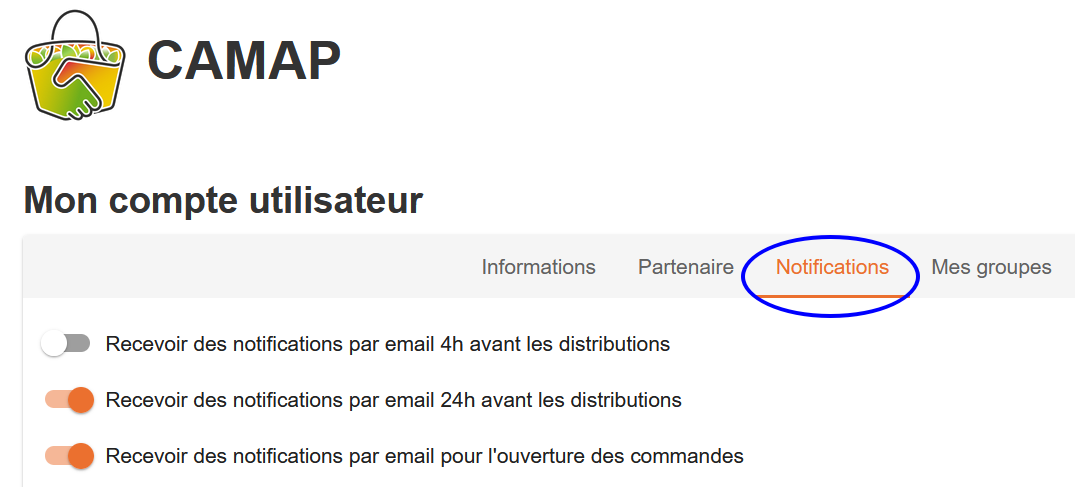 CAMAP
Mon compte utilisateur
Informations Partenaire Notifications Mes groupes
Recevoir des notifications par email 4h avant les distributions
Recevoir des notifications par email 24h avant les distributions
Recevoir des notifications par email pour l'ouverture des commandes